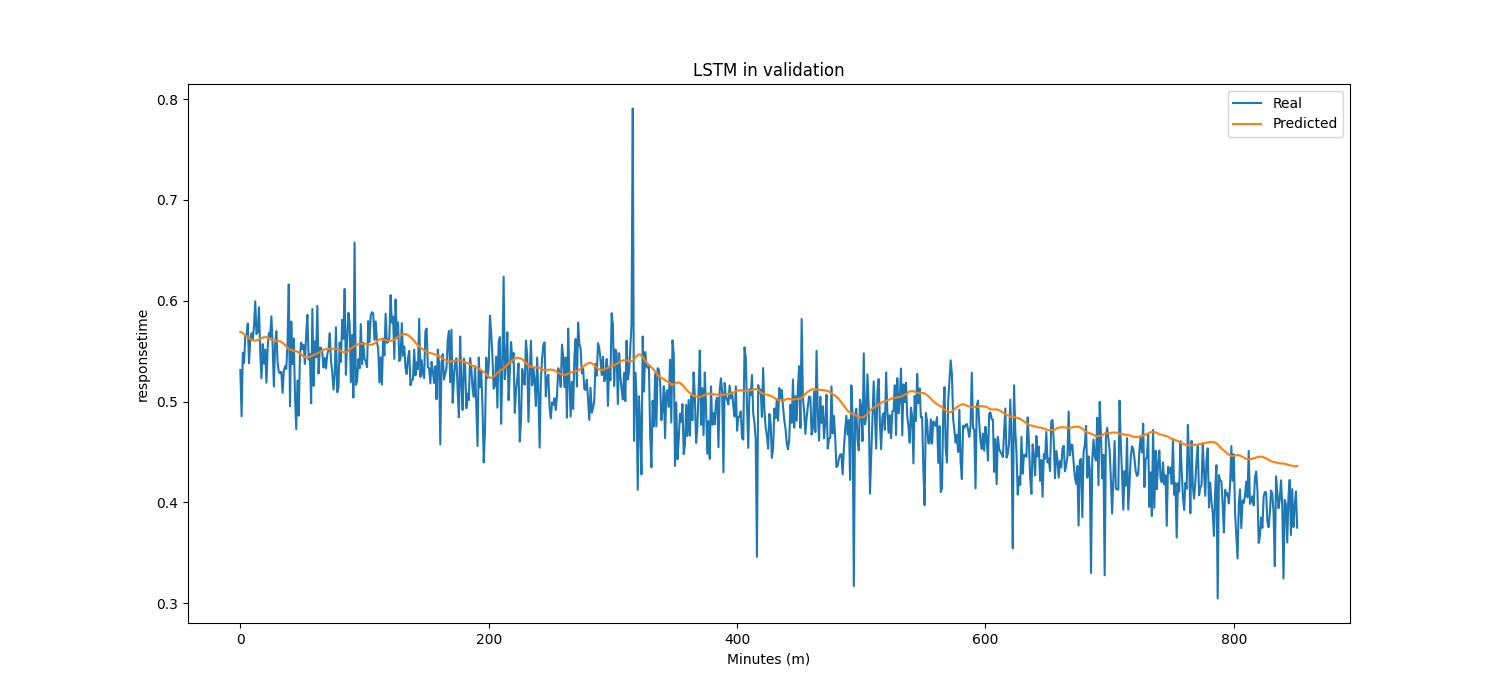 LSTM in validation
Real
Predicted
0.8
0.7
0.6
0.5
0.4
0.3
responsetime
0 200 400 600 800
Minutes (m)